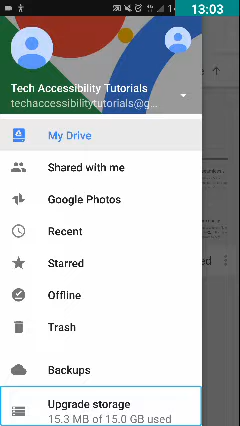 13:03
Tech Accessibility Tutorials
techaccessibilitytutorials@g...
My Drive
Shared with me
Google Photos
Recent
Starred
Offline
Trash
Backups
Upgrade storage
15.3 MB of 15.0 GB used